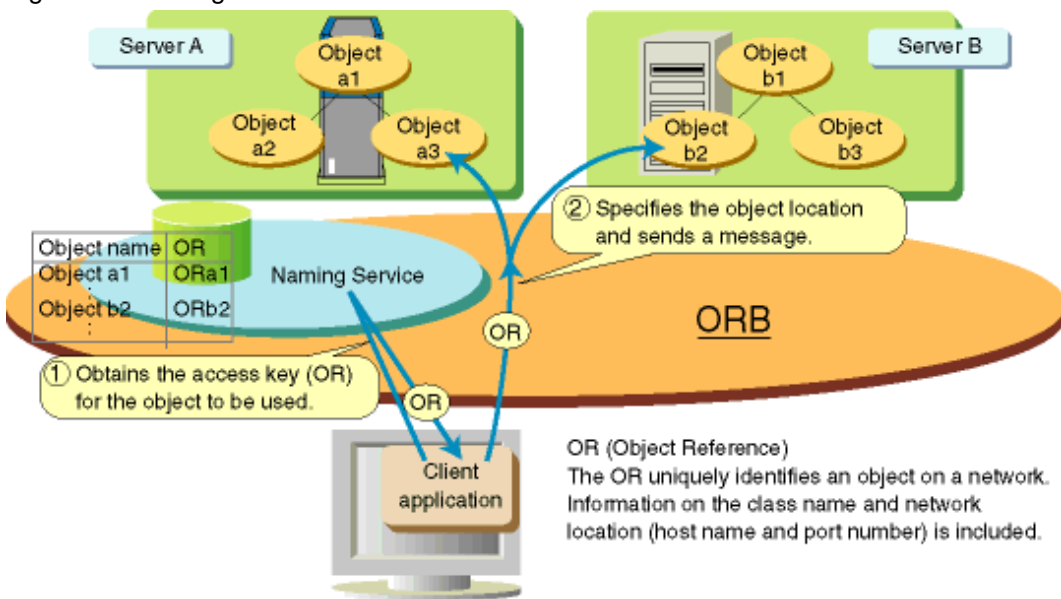 Server A
Object
a1
Object
a2
Object
a3
Server B
Object
b1
Object
b2
Object
b3
② Specifies the object location
and sends a message.
Object name OR
Object a1 ORa1
:
Object b2 ORb2
:
Naming Service
OR
ORB
① Obtains the access key (OR)
for the object to be used.
OR
Client
application
OR (Object Reference)
The OR uniquely identifies an object on a network.
Information on the class name and network
location (host name and port number) is included.